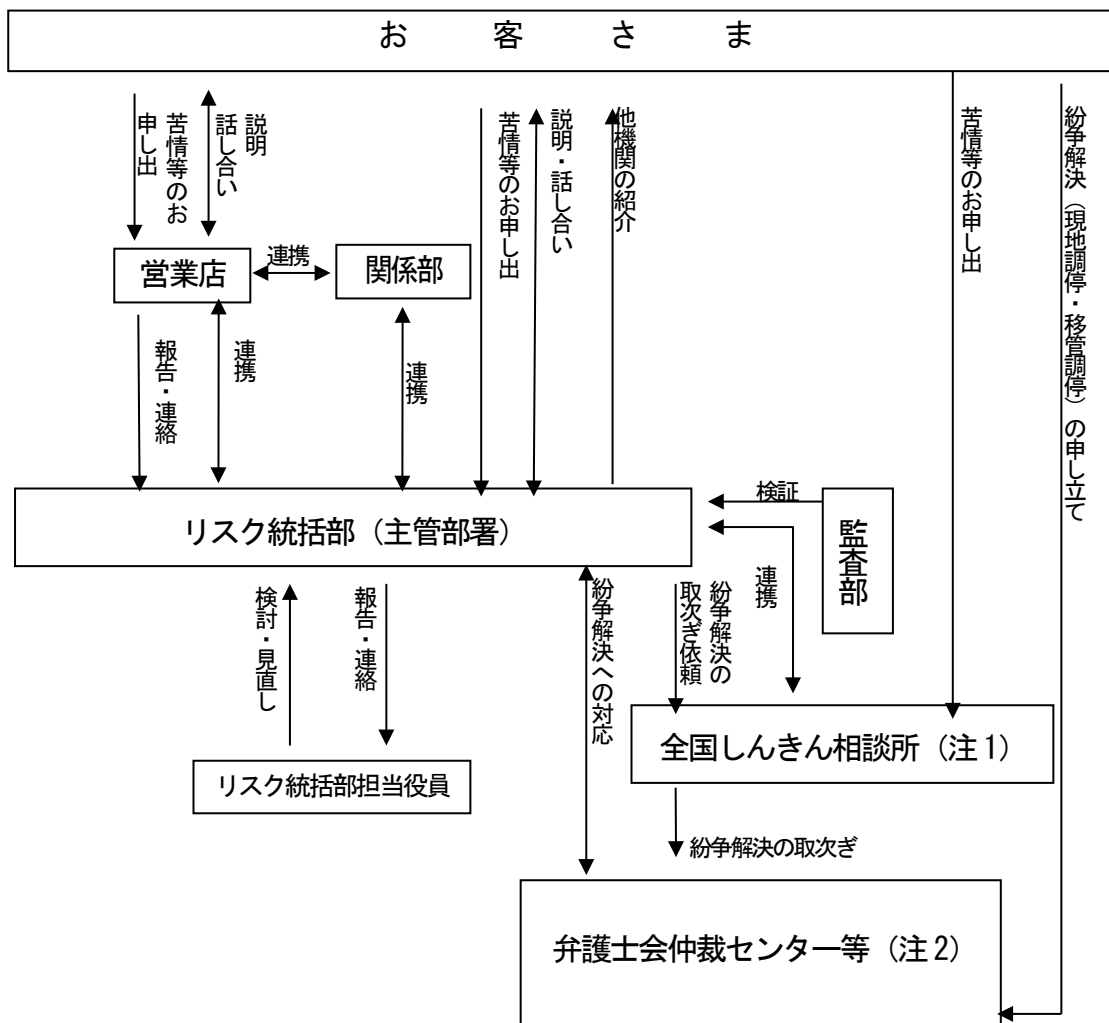 お客さま
苦情等のお
申し出
説明
話し合い
苦情等のお申し出
説明・話し合い
他機関の紹介
苦情等のお申し出
紛争解決（現地調停・移管調停）の申し立て
営業店
連携
関係部
報告・連絡
連携
連携
リスク統括部（主管部署）
検証
監査部
検討・見直し
報告・連絡
紛争解決への対応
紛争解決の
取次ぎ依頼
連携
リスク統括部担当役員
全国しんきん相談所（注1）
紛争解決の取次ぎ
弁護士会仲裁センター等（注2）